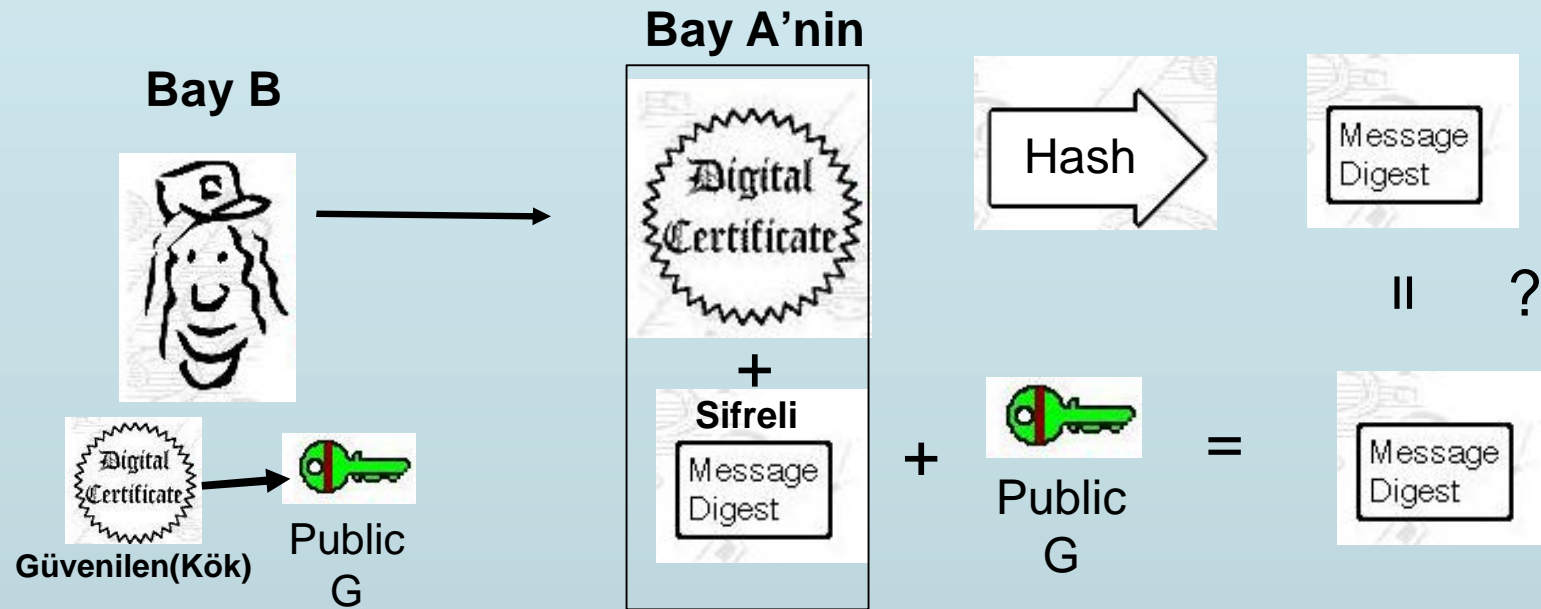 Bay A’nin
Bay B
Digital
Certificate
Hash
Message
Digest
=
?
+
Sifreli
Message
Digest
+
Public
G
=
Message
Digest
Digital
Certificate
Güvenilen(Kök)
Public
G